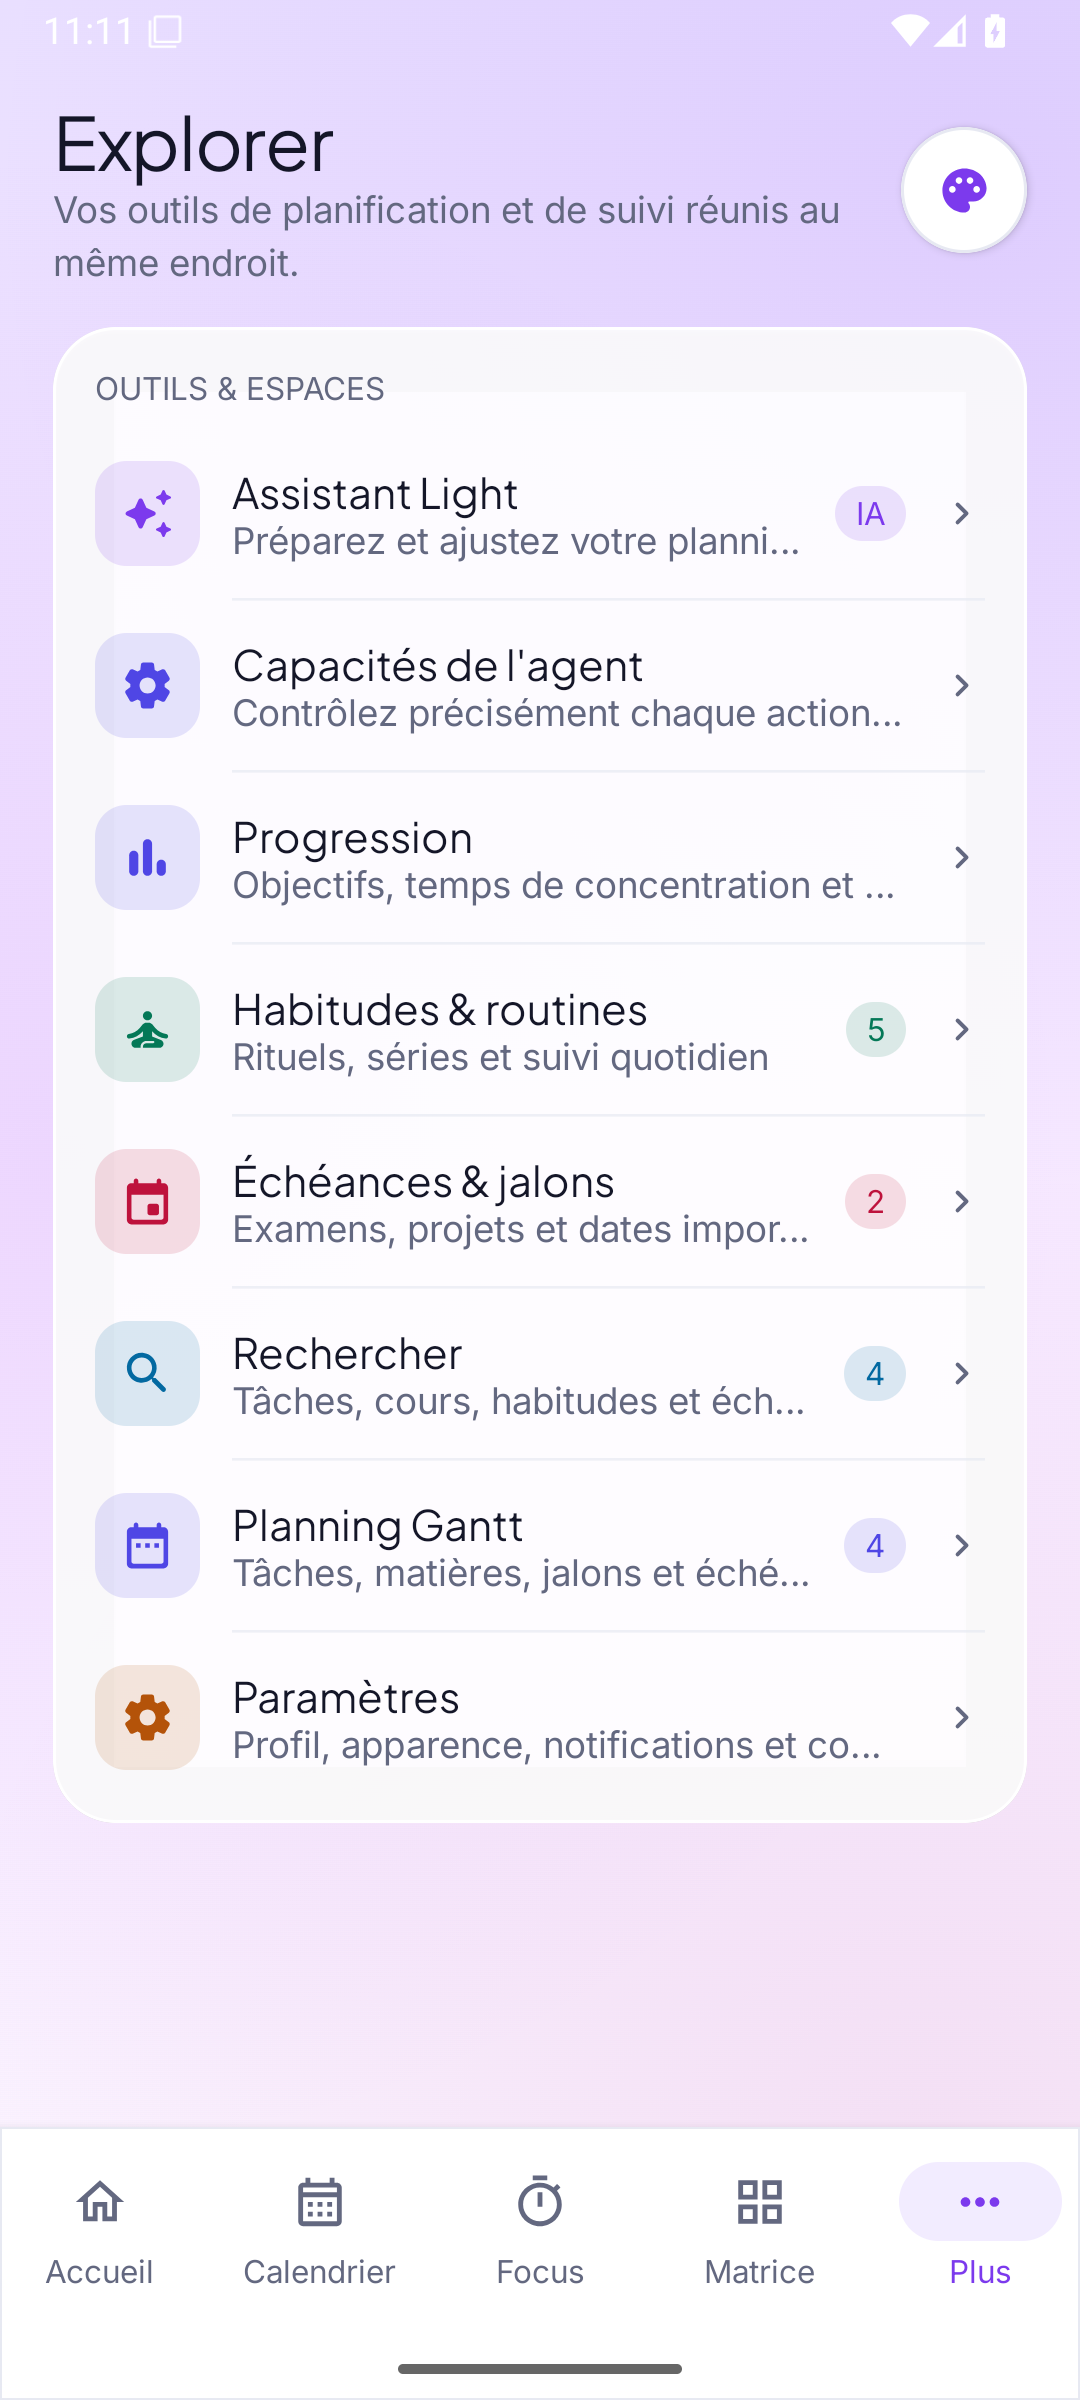 11:11
Explorer
Vos outils de planification et de suivi réunis au
même endroit.
OUTILS & ESPACES
Assistant Light
Préparez et ajustez votre planni...
IA
Capacités de l'agent
Contrôlez précisément chaque action...
Progression
Objectifs, temps de concentration et ...
Habitudes & routines
Rituels, séries et suivi quotidien
5
Échéances & jalons
Examens, projets et dates impor...
2
Rechercher
Tâches, cours, habitudes et éch...
4
Planning Gantt
Tâches, matières, jalons et éché...
4
Paramètres
Profil, apparence, notifications et co...
Accueil
Calendrier
Focus
Matrice
Plus